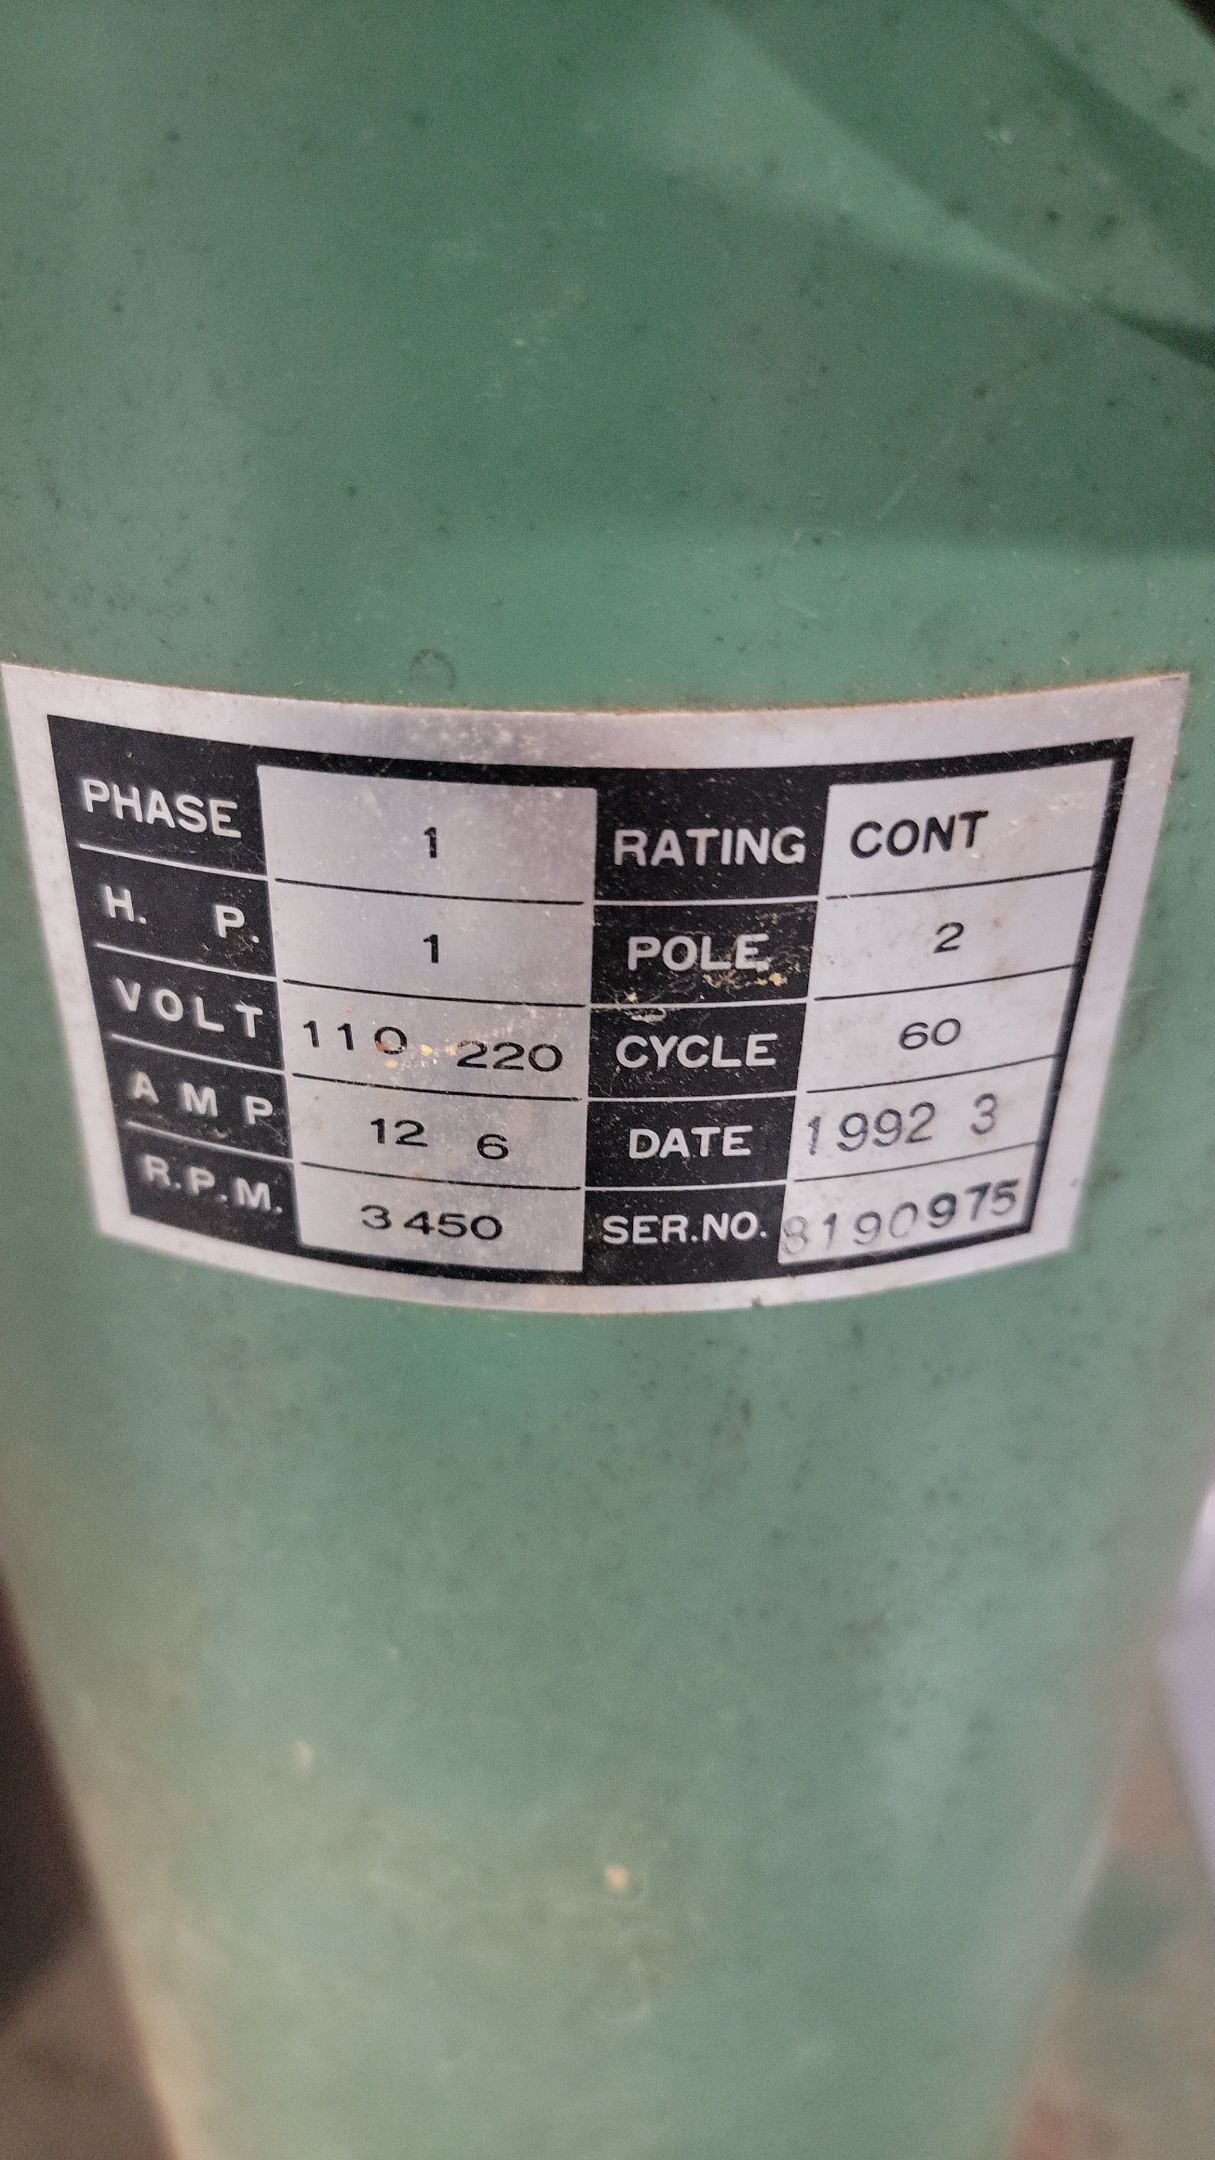 PHASE 1 RATING CONT
H. P. 1 POLE 2
VOLT 110 220 CYCLE 60
AMP 12 6 DATE 1992 3
R.P.M. 3450 SER.NO. 8190975